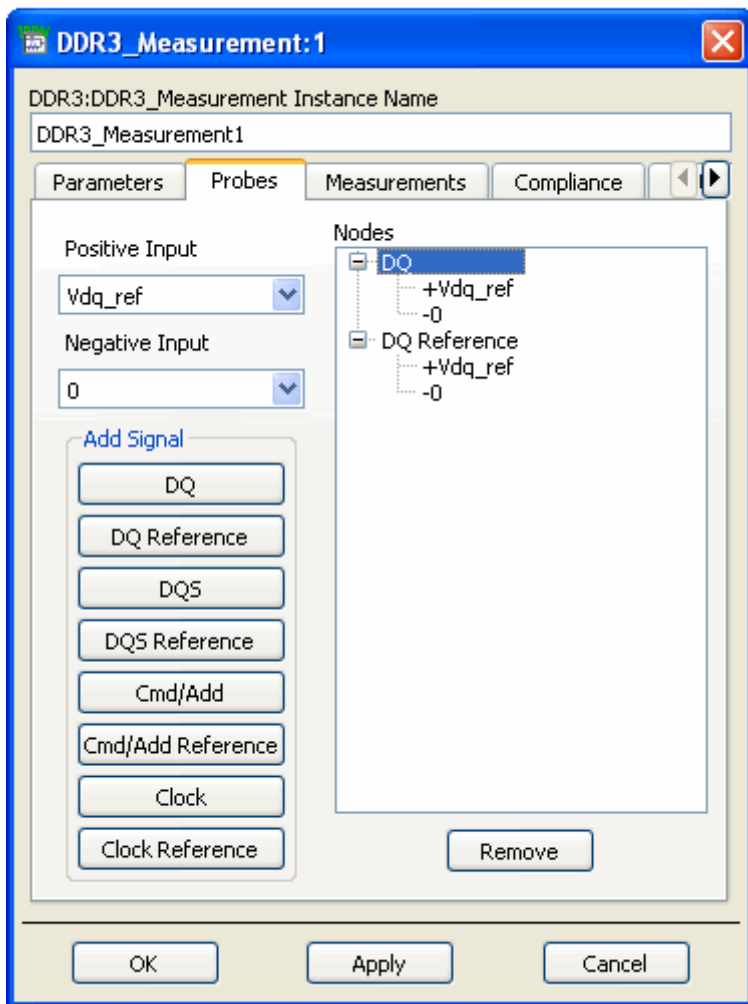 DDR3_Measurement:1
DDR3:DDR3_Measurement Instance Name
DDR3_Measurement1
Parameters Probes Measurements Compliance
Positive Input
Vdq_ref
Negative Input
0
Add Signal
DQ
DQ Reference
DQS
DQS Reference
Cmd/Add
Cmd/Add Reference
Clock
Clock Reference
Nodes
DQ
+Vdq_ref
-0
DQ Reference
+Vdq_ref
-0
Remove
OK Apply Cancel